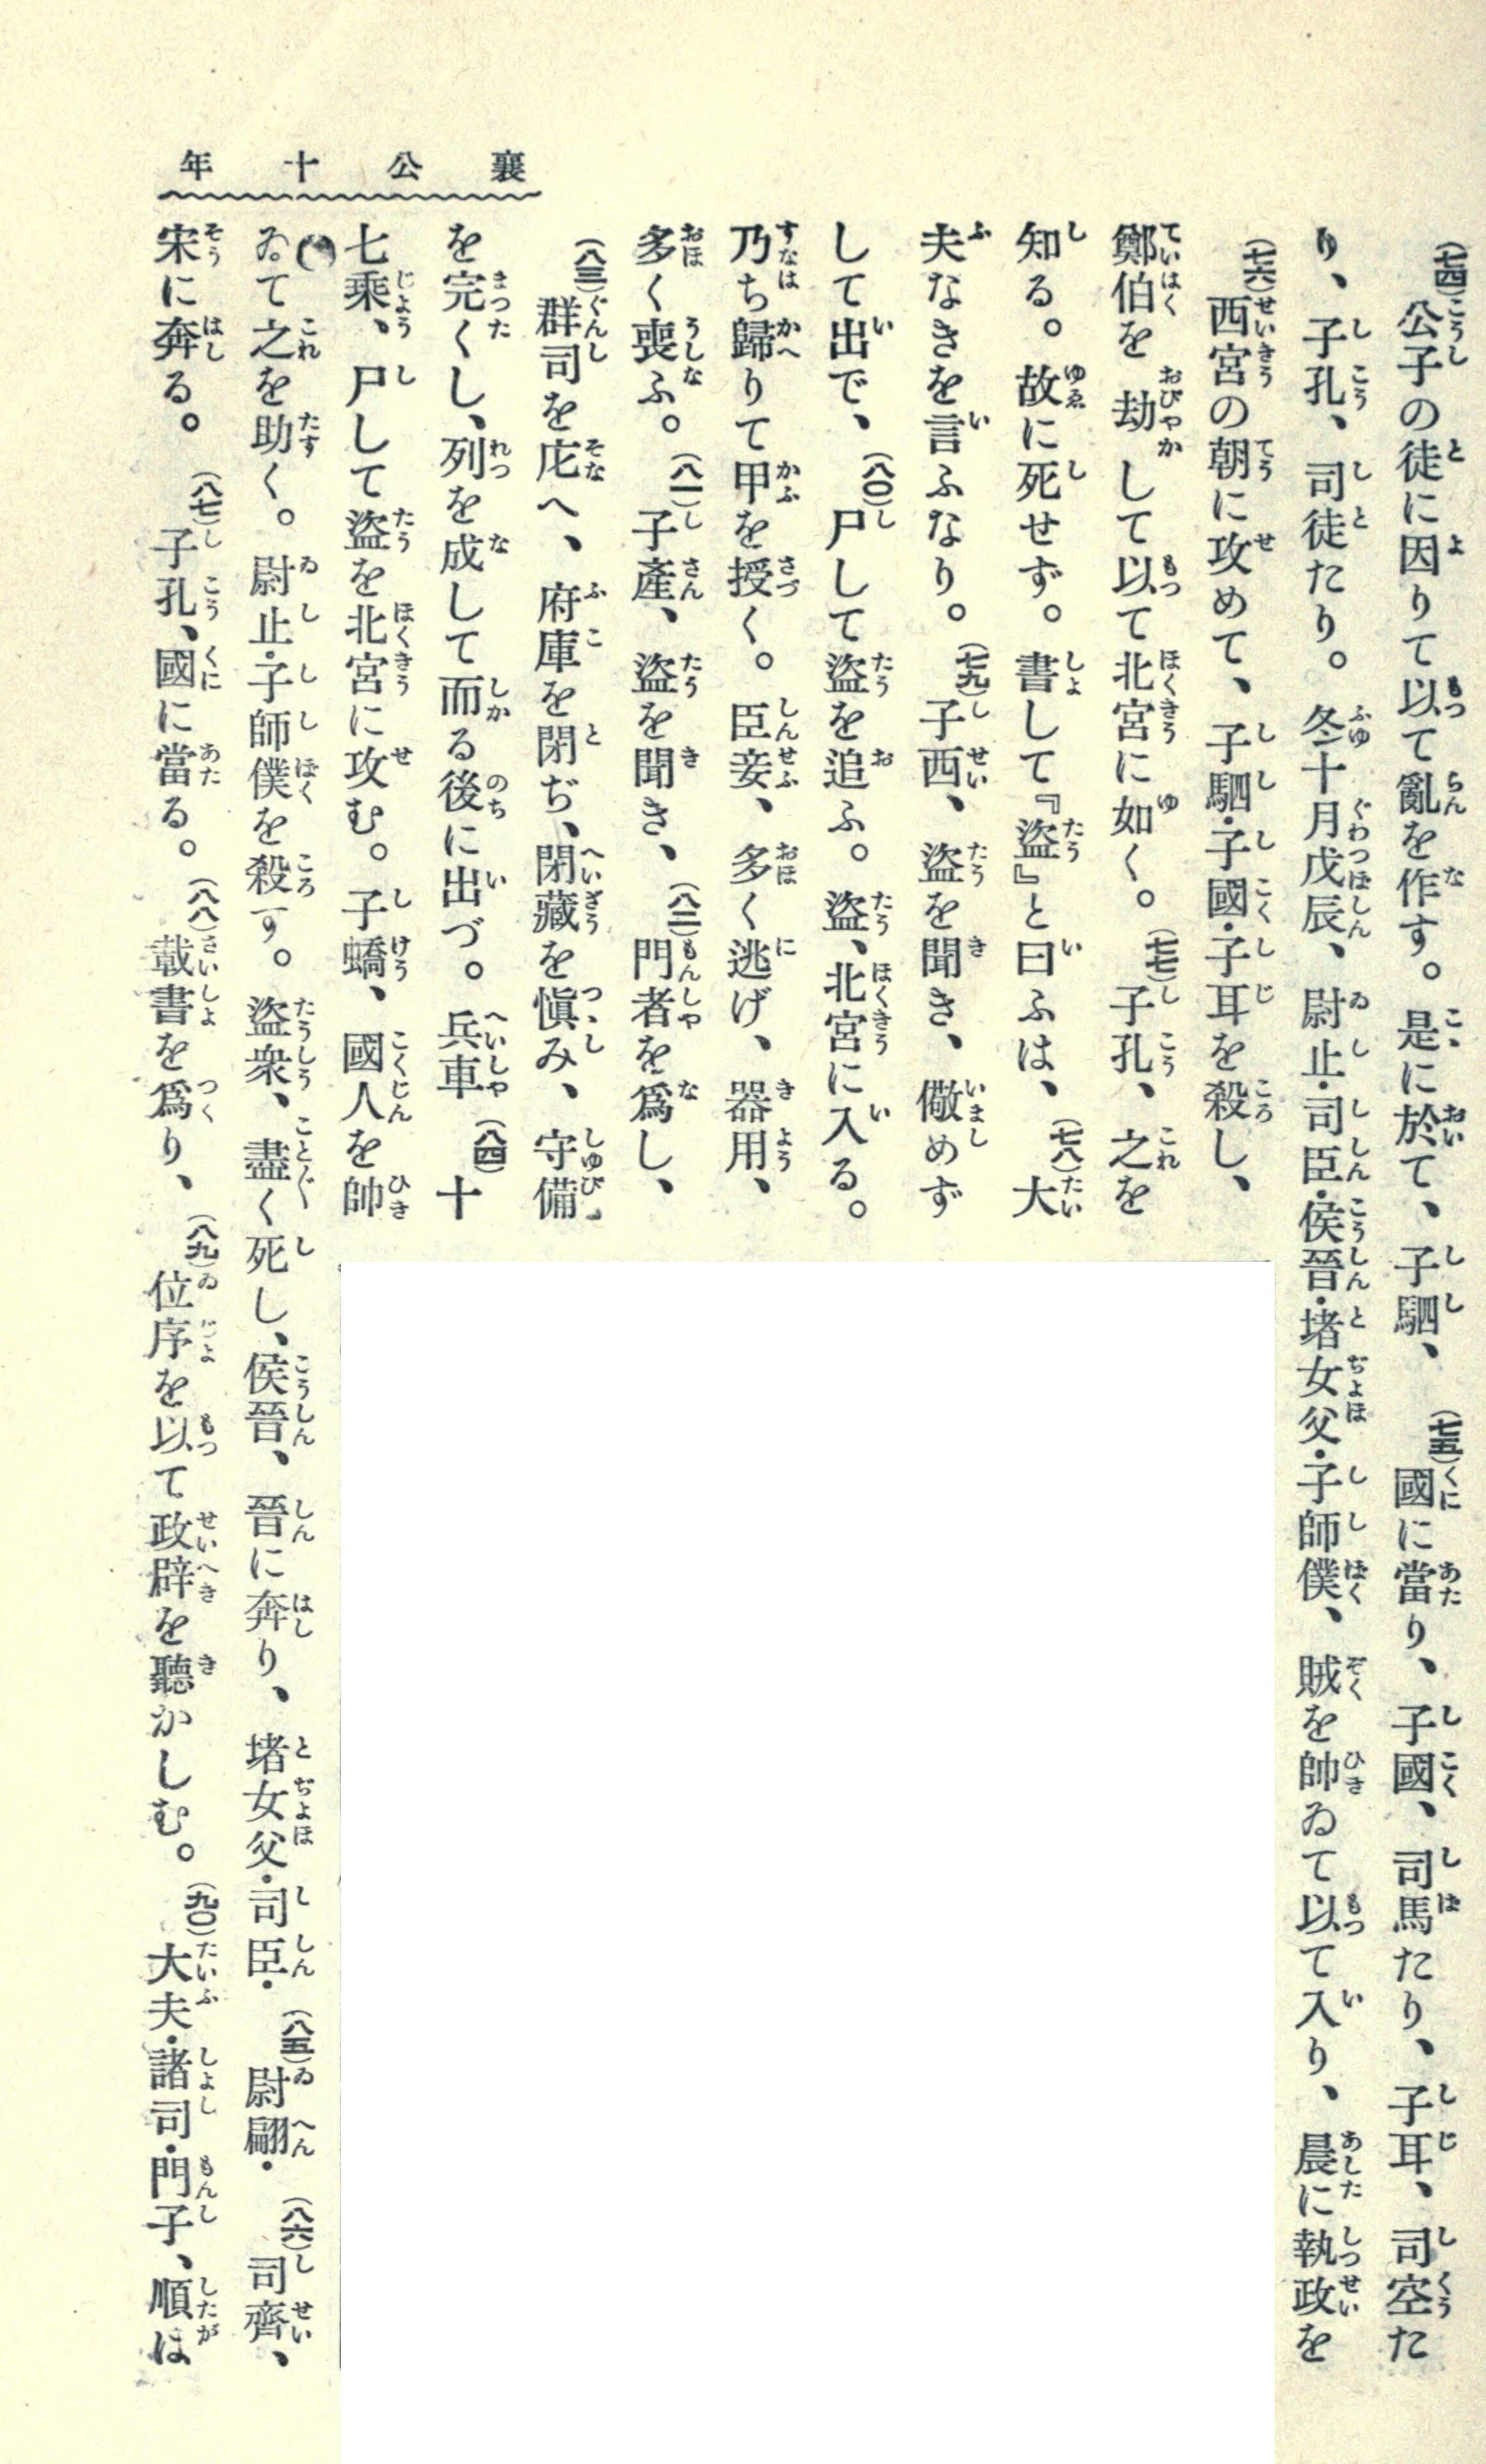 襄公十年
(七四)公子の徒に因りて以て亂を作す。是に於て、子駟、(七五)國に當り、子國、司馬たり、子耳、司空た
り、子孔、司徒たり。冬十月戊辰、尉止・司臣・侯晉・堵女父・子師僕、賊を帥ゐて以て入り、晨に執政を
(七六)西宮の朝に攻めて、子駟・子國・子耳を殺し、
鄭伯を劫して以て北宮に如く。(七七)子孔、之を
知る。故に死せず。書して『盜』と曰ふは、(七八)大
夫なきを言ふなり。(七九)子西、盜を聞き、儆めず
して出で、(八〇)尸して盜を追ふ。盜、北宮に入る。
乃ち歸りて甲を授く。臣妾、多く逃げ、器用、
多く喪ふ。(八一)子產、盜を聞き、(八二)門者を爲し、
(八三)群司を庀へ、府庫を閉ぢ、閉藏を愼み、守備
を完くし、列を成して而る後に出づ。兵車(八四)十
七乘、尸して盜を北宮に攻む。子蟜、國人を帥
ゐて之を助く。尉止・子師僕を殺す。盜衆、盡く死し、侯晉、晉に奔り、堵女父・司臣・(八五)尉翩・(八六)司齊、
宋に奔る。(八七)子孔、國に當る。(八八)載書を爲り、(八九)位序を以て政辟を聽かしむ。(九〇)大夫・諸司・門子、順は